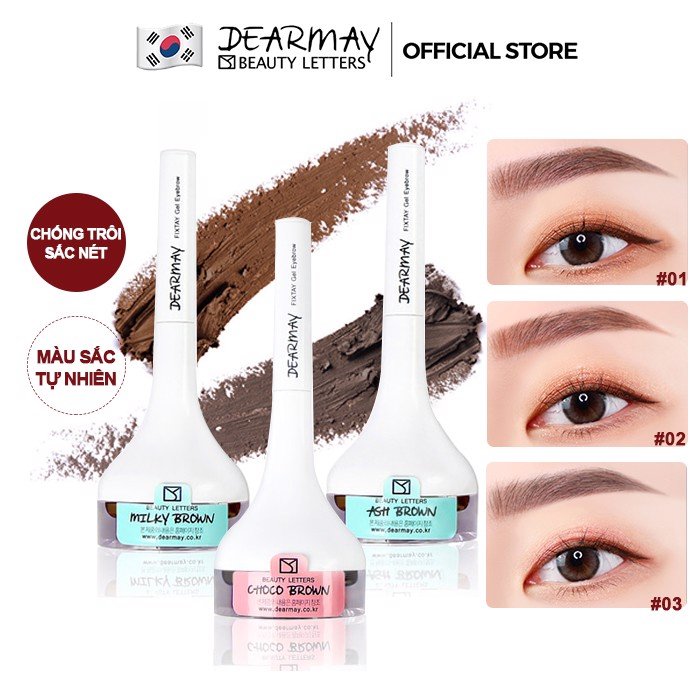 DEARMAY
BEAUTY LETTERS
OFFICIAL STORE
CHỐNG TRÔI
SẮC NÉT
MÀU SẮC
TỰ NHIÊN
DEARMAY FIXTAY Gel Eyebrow
DEARMAY FIXTAY Gel Eyebrow
DEARMAY FIXTAY Gel Eyebrow
BEAUTY LETTERS
MILKY BROWN
www.dearmay.co.kr
BEAUTY LETTERS
CHOCO BROWN
www.dearmay.co.kr
BEAUTY LETTERS
ASH BROWN
www.dearmay.co.kr
#01
#02
#03